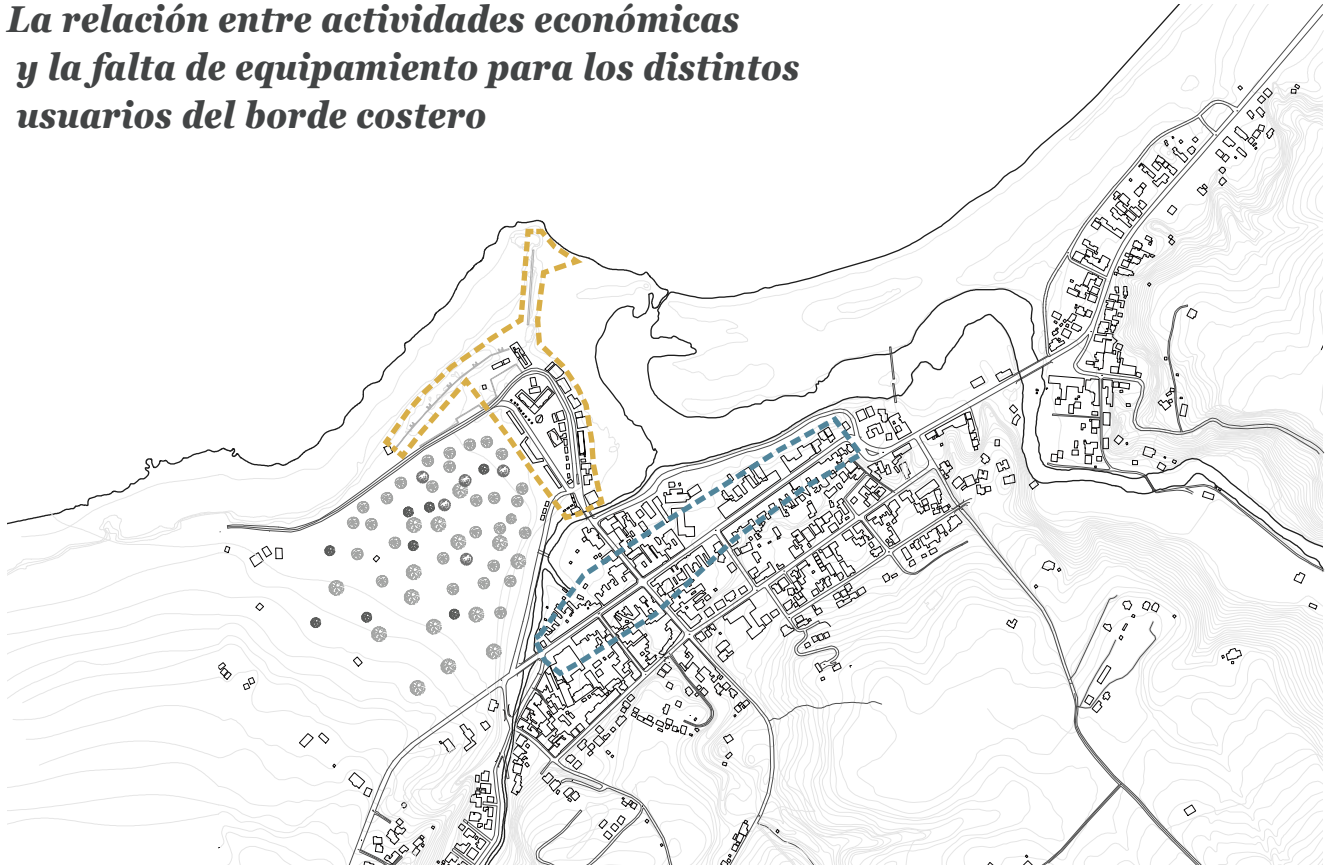 La relación entre actividades económicas
y la falta de equipamiento para los distintos
usuarios del borde costero